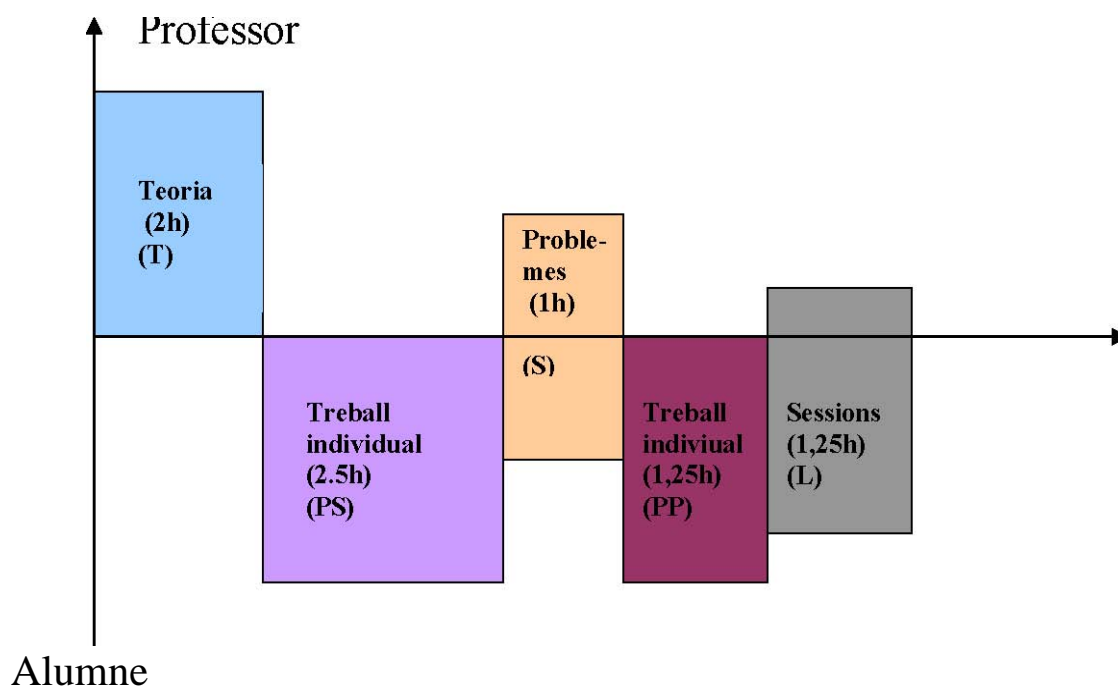 Professor
Teoria
(2h)
(T)
Proble-
mes
(1h)
(S)
Treball
individual
(2.5h)
(PS)
Treball
indiviual
(1,25h)
(PP)
Sessions
(1,25h)
(L)
Alumne